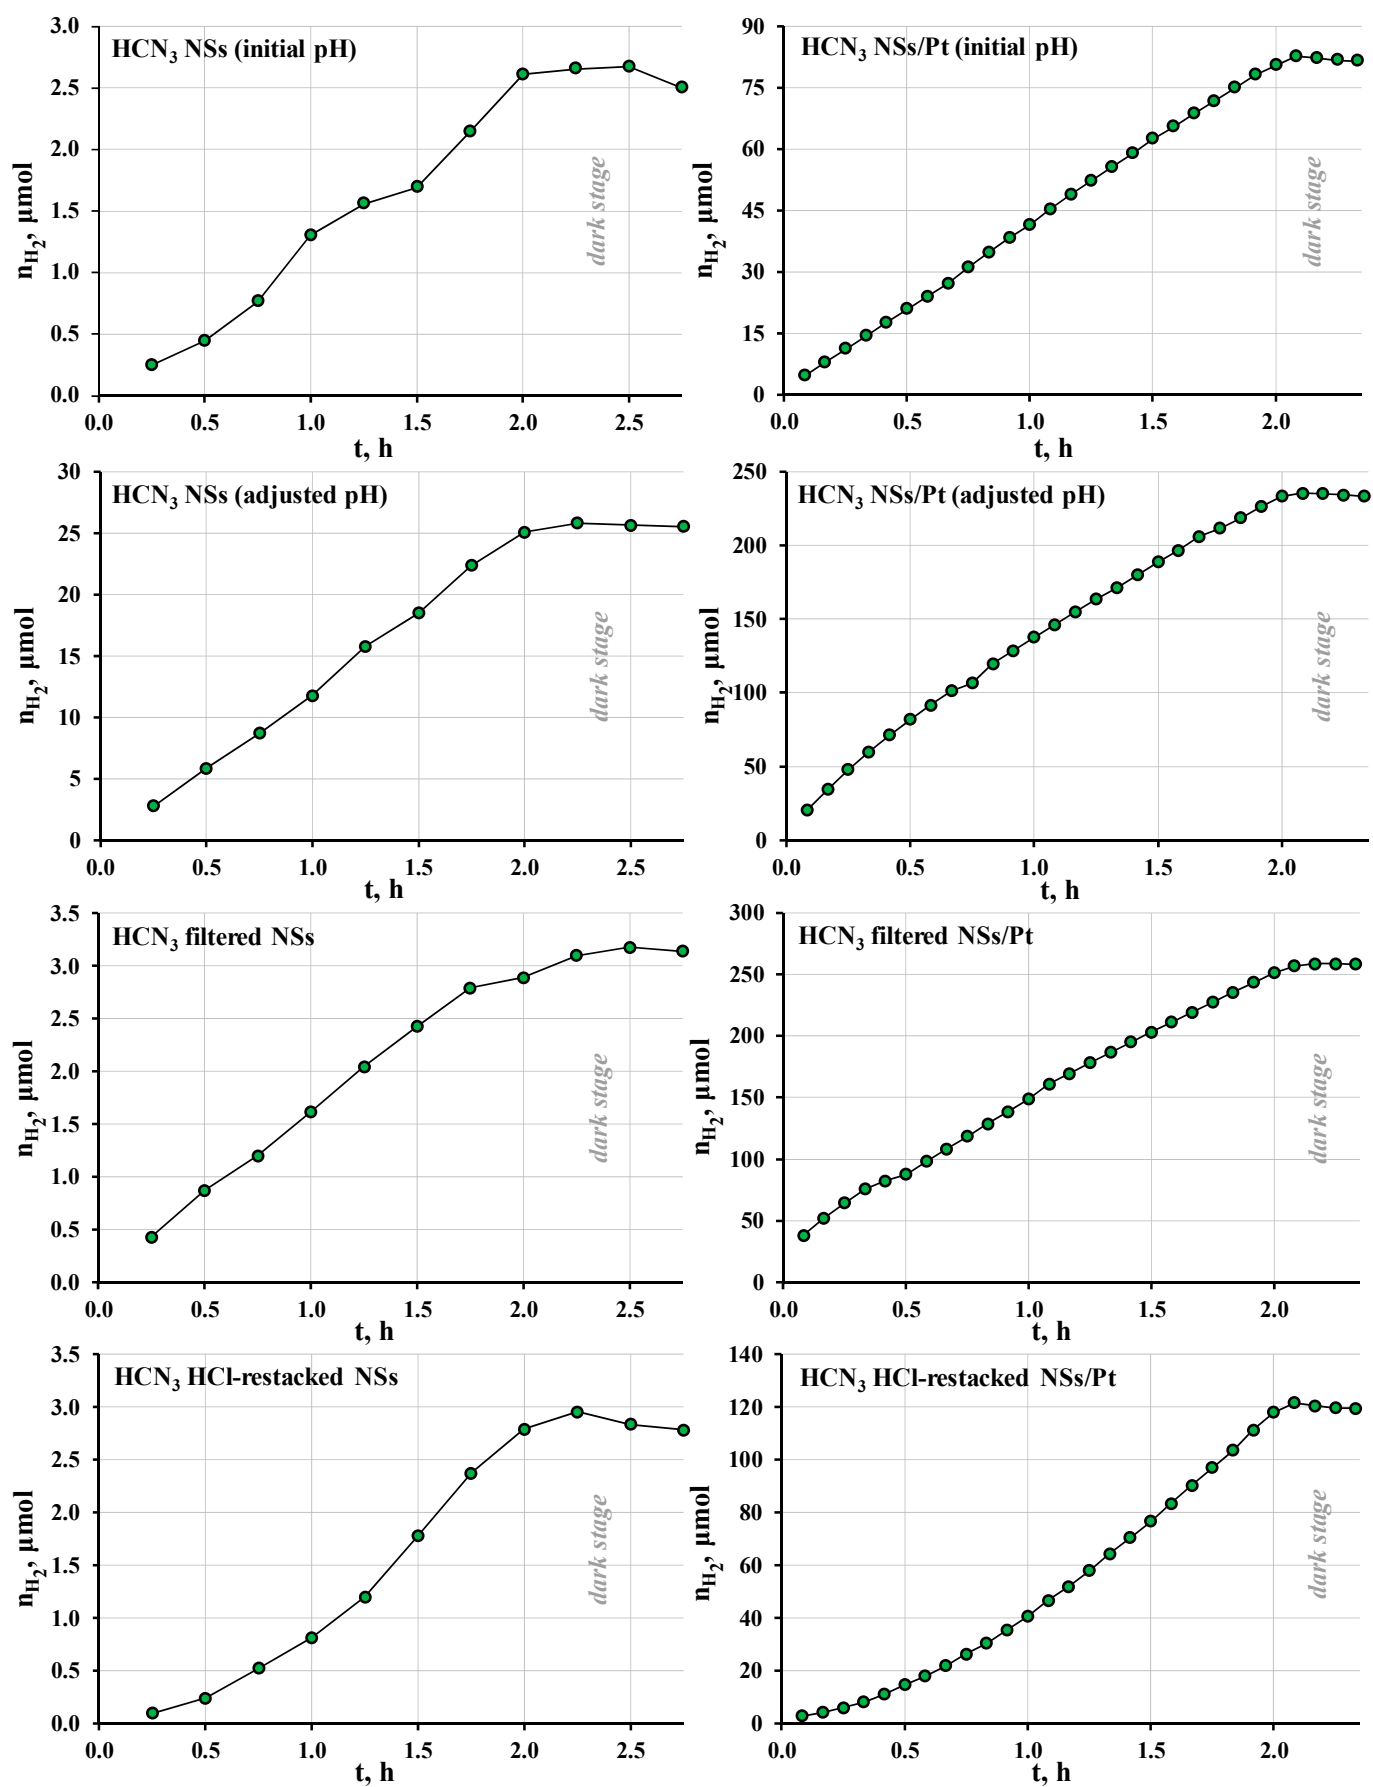 HCN₃ NSs (initial pH)
n_H₂, µmol
3.0
2.5
2.0
1.5
1.0
0.5
0.0
dark stage
0.0 0.5 1.0 1.5 2.0 2.5
t, h
HCN₃ NSs/Pt (initial pH)
n_H₂, µmol
90
75
60
45
30
15
0
dark stage
0.0 0.5 1.0 1.5 2.0
t, h
HCN₃ NSs (adjusted pH)
n_H₂, µmol
30
25
20
15
10
5
0
dark stage
0.0 0.5 1.0 1.5 2.0 2.5
t, h
HCN₃ NSs/Pt (adjusted pH)
n_H₂, µmol
250
200
150
100
50
0
dark stage
0.0 0.5 1.0 1.5 2.0
t, h
HCN₃ filtered NSs
n_H₂, µmol
3.5
3.0
2.5
2.0
1.5
1.0
0.5
0.0
dark stage
0.0 0.5 1.0 1.5 2.0 2.5
t, h
HCN₃ filtered NSs/Pt
n_H₂, µmol
300
250
200
150
100
50
0
dark stage
0.0 0.5 1.0 1.5 2.0
t, h
HCN₃ HCl-restacked NSs
n_H₂, µmol
3.5
3.0
2.5
2.0
1.5
1.0
0.5
0.0
dark stage
0.0 0.5 1.0 1.5 2.0 2.5
t, h
HCN₃ HCl-restacked NSs/Pt
n_H₂, µmol
140
120
100
80
60
40
20
0
dark stage
0.0 0.5 1.0 1.5 2.0
t, h